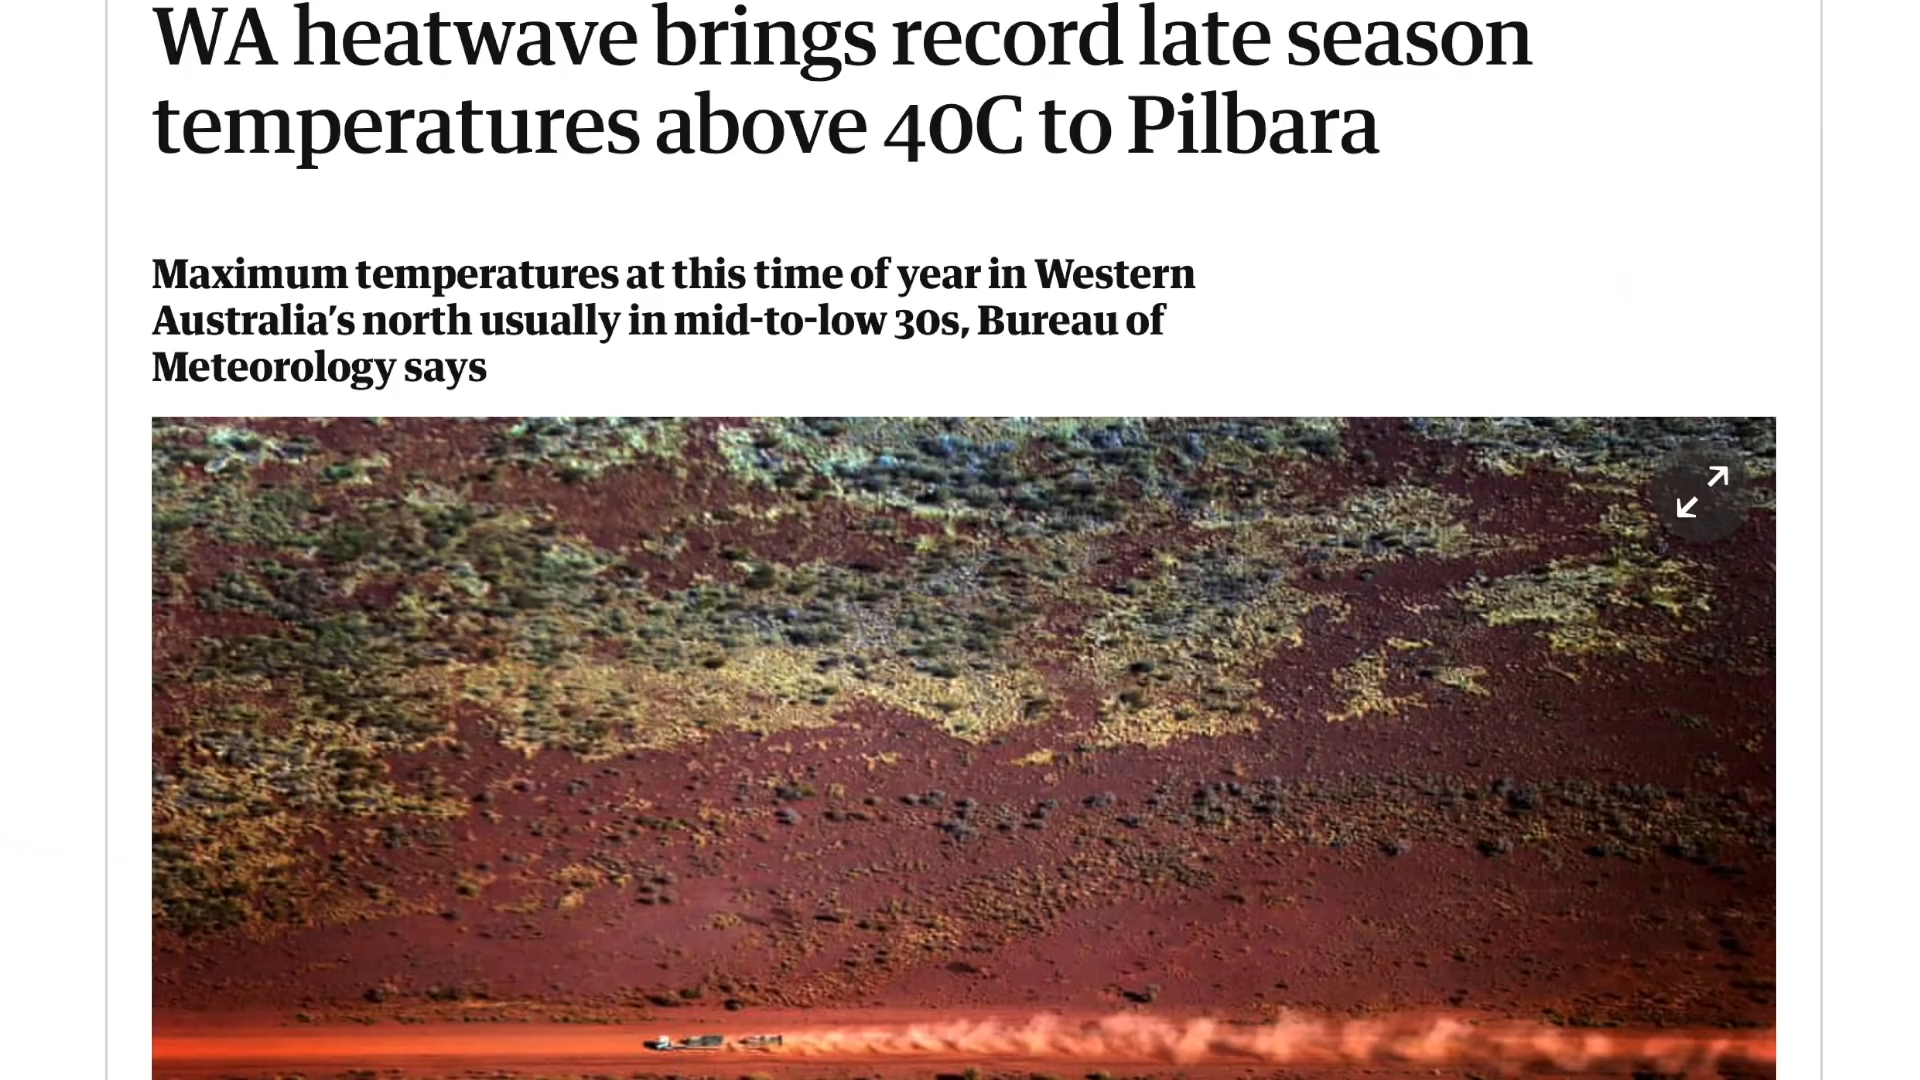 WA heatwave brings record late season
temperatures above 40C to Pilbara
Maximum temperatures at this time of year in Western
Australia’s north usually in mid-to-low 30s, Bureau of
Meteorology says